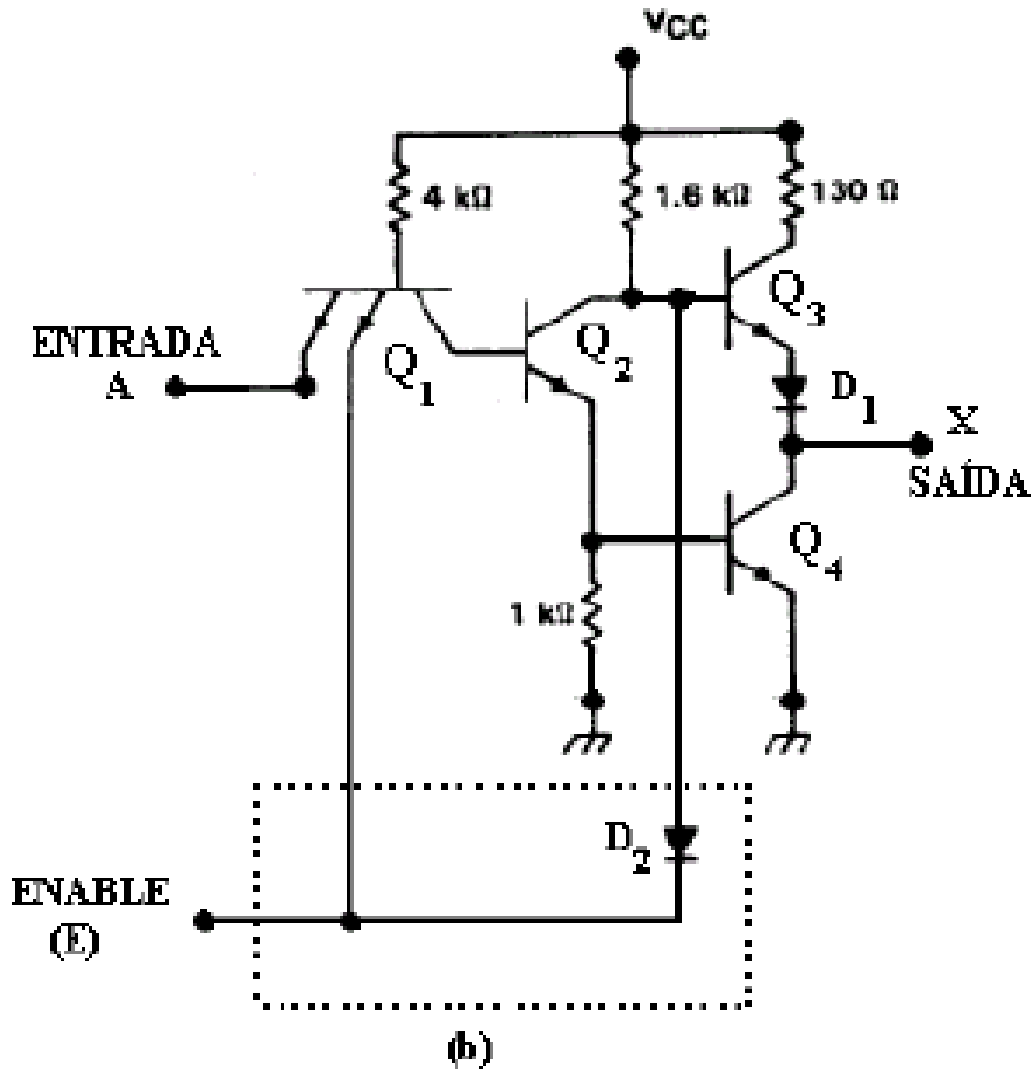 VCC
4 kΩ
1.6 kΩ
130 Ω
Q3
ENTRADA
A
Q1
Q2
D1
X
SAÍDA
Q4
1 kΩ
D2
ENABLE
(E)
(b)